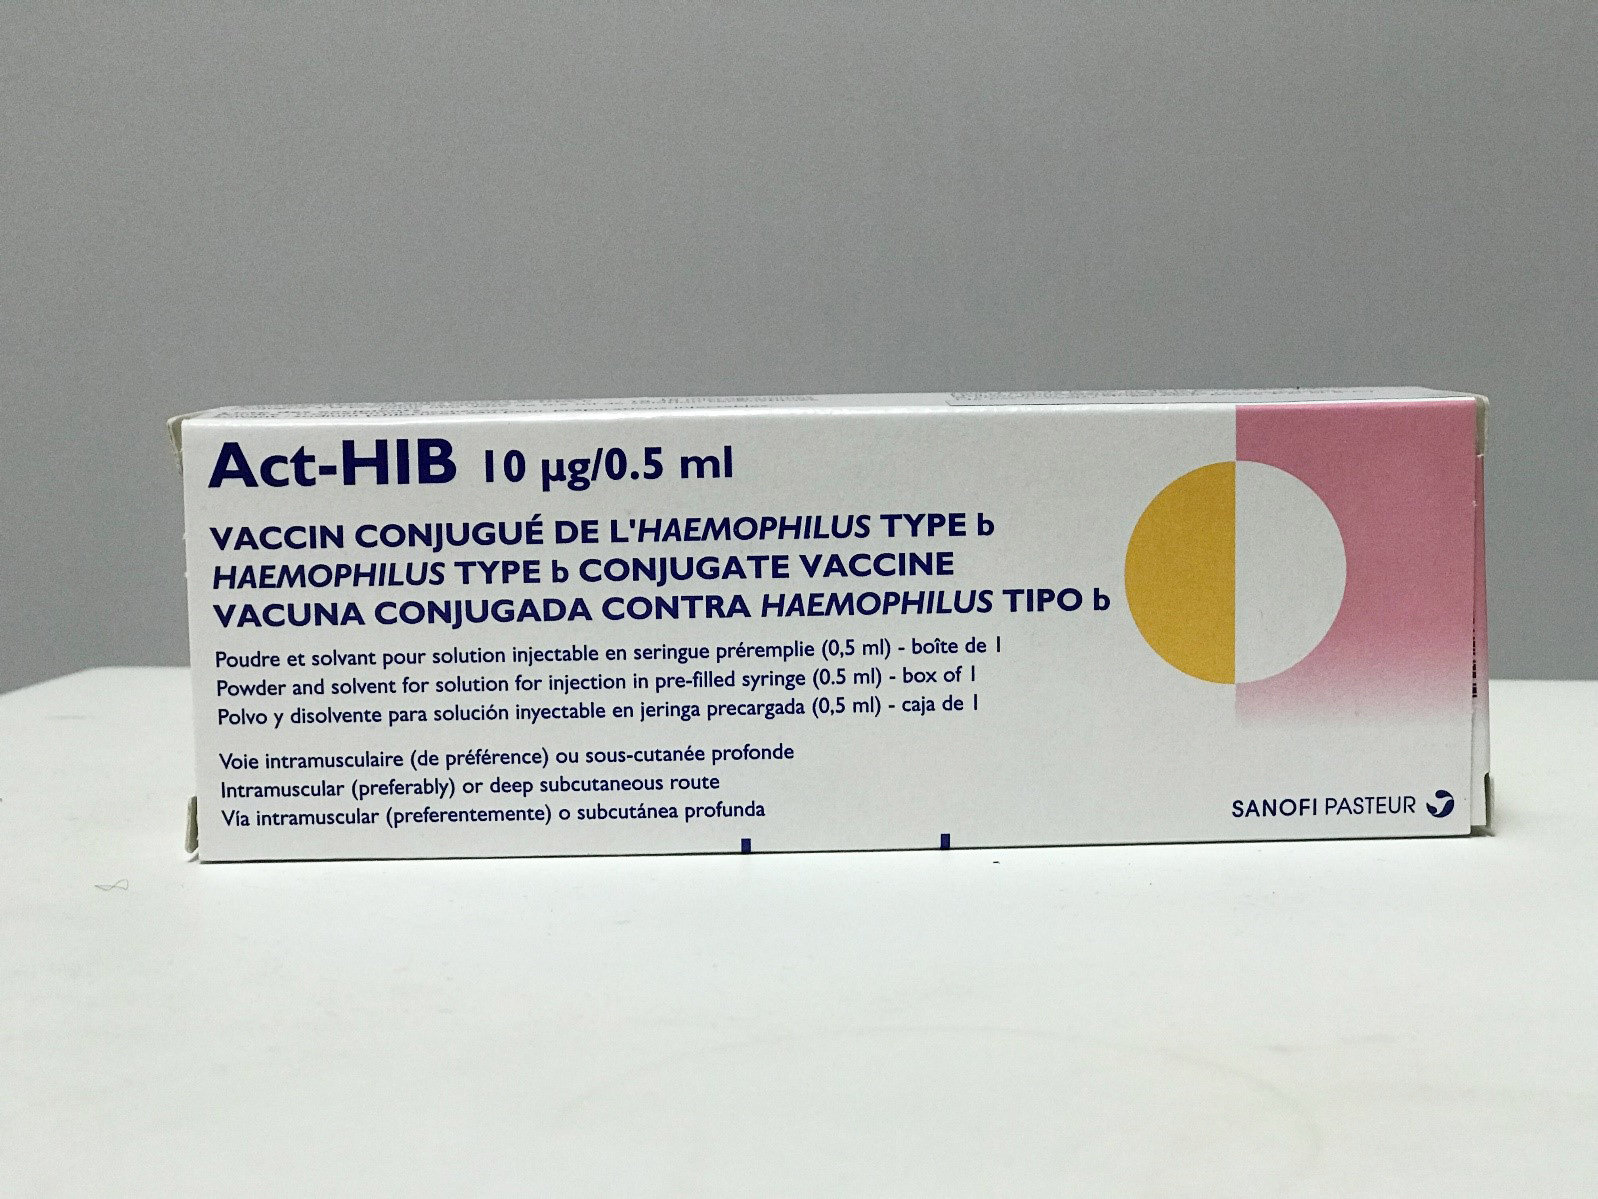 Act-HIB 10 µg/0.5 ml
VACCIN CONJUGUÉ DE L'HAEMOPHILUS TYPE b
HAEMOPHILUS TYPE b CONJUGATE VACCINE
VACUNA CONJUGADA CONTRA HAEMOPHILUS TIPO b
Poudre et solvant pour solution injectable en seringue préremplie (0,5 ml) - boîte de 1
Powder and solvent for solution for injection in pre-filled syringe (0.5 ml) - box of 1
Polvo y disolvente para solución inyectable en jeringa precargada (0,5 ml) - caja de 1
Voie intramusculaire (de préférence) ou sous-cutanée profonde
Intramuscular (preferably) or deep subcutaneous route
Vía intramuscular (preferentemente) o subcutánea profunda
SANOFI PASTEUR